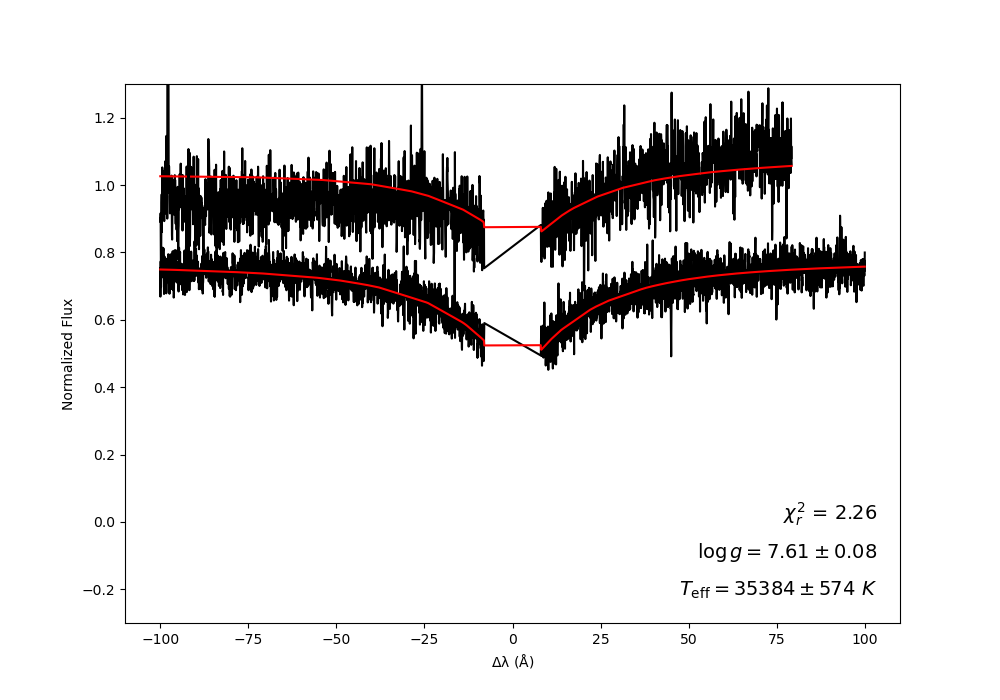 1.2
1.0
0.8
0.6
0.4
0.2
0.0
−0.2
Normalized Flux
χ²ᵣ = 2.26
log g = 7.61 ± 0.08
T_eff = 35384 ± 574 K
−100 −75 −50 −25 0 25 50 75 100
Δλ (Å)